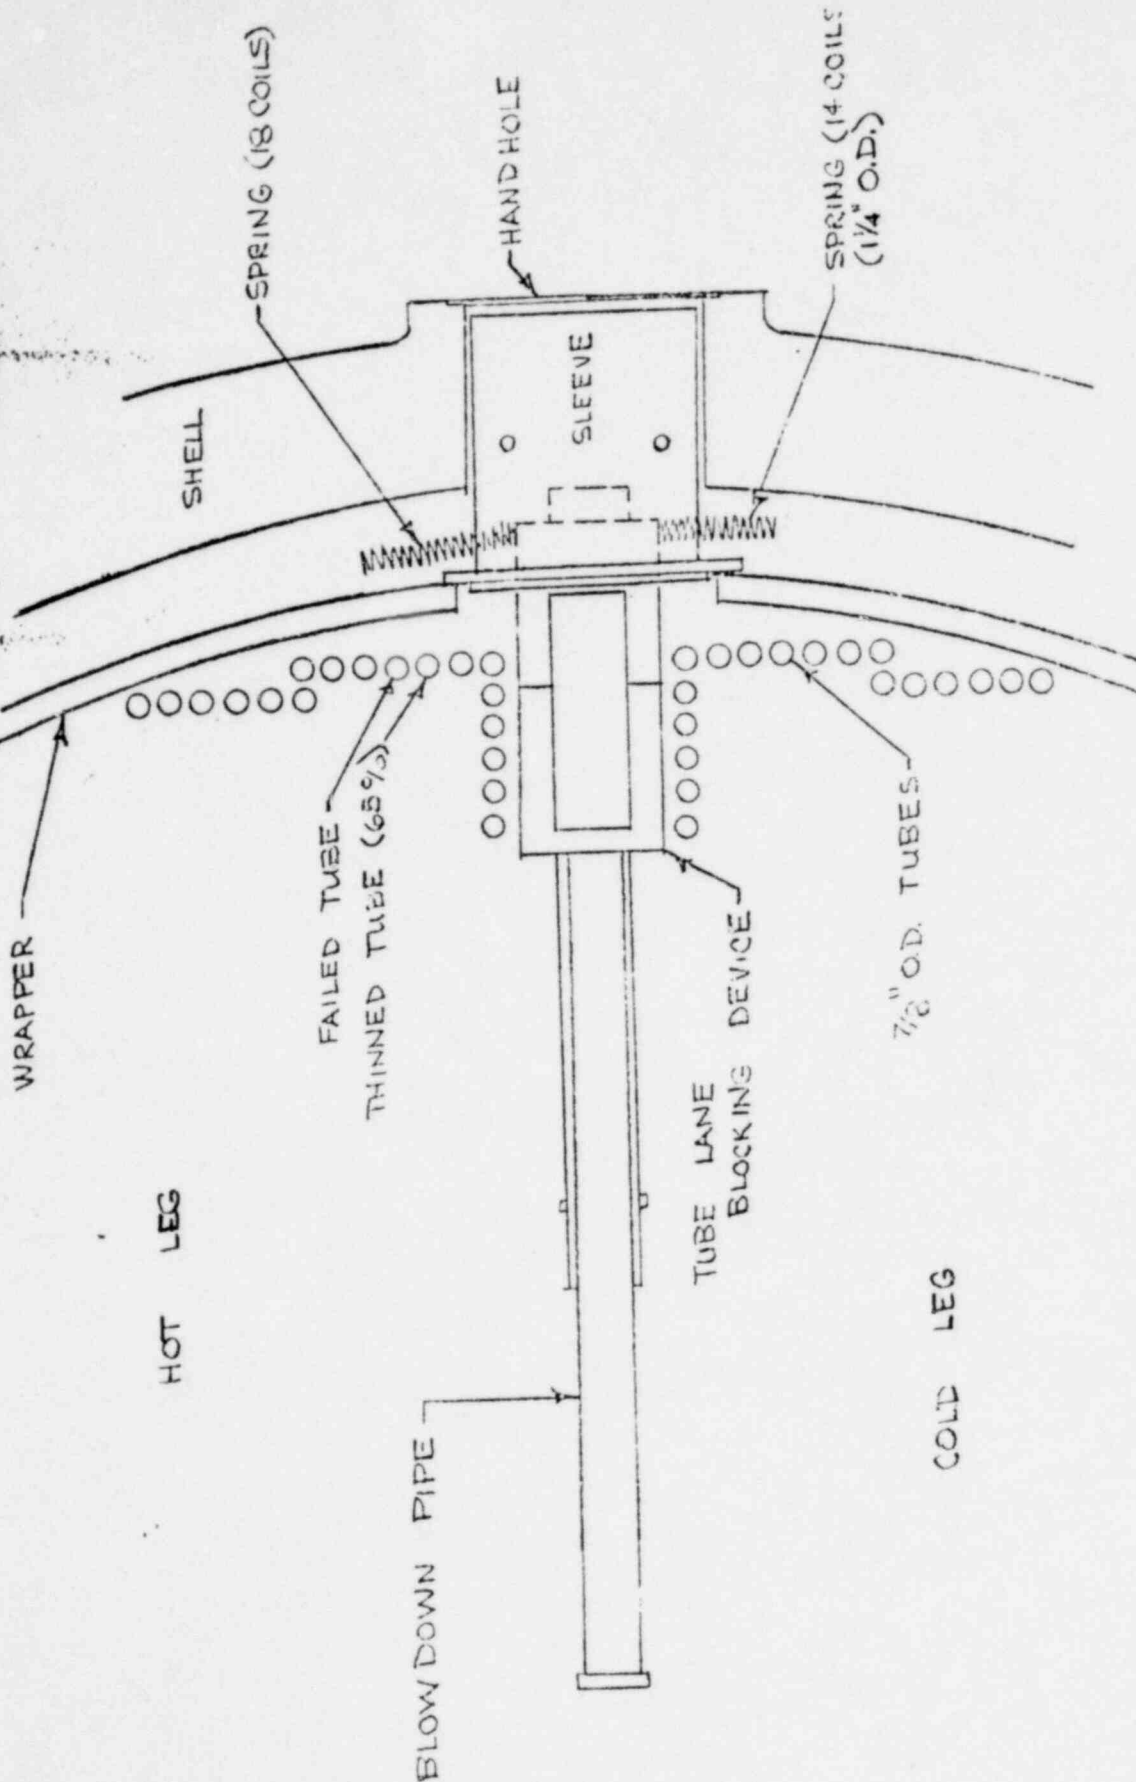 WRAPPER
HOT LEG
SHELL
SPRING (18 COILS)
FAILED TUBE
THINNED TUBE (65%)
BLOW DOWN PIPE
HAND HOLE
SLEEVE
TUBE LANE
BLOCKING DEVICE
SPRING (14 COILS
(1¼" O.D.)
7/8" O.D. TUBES
COLD LEG